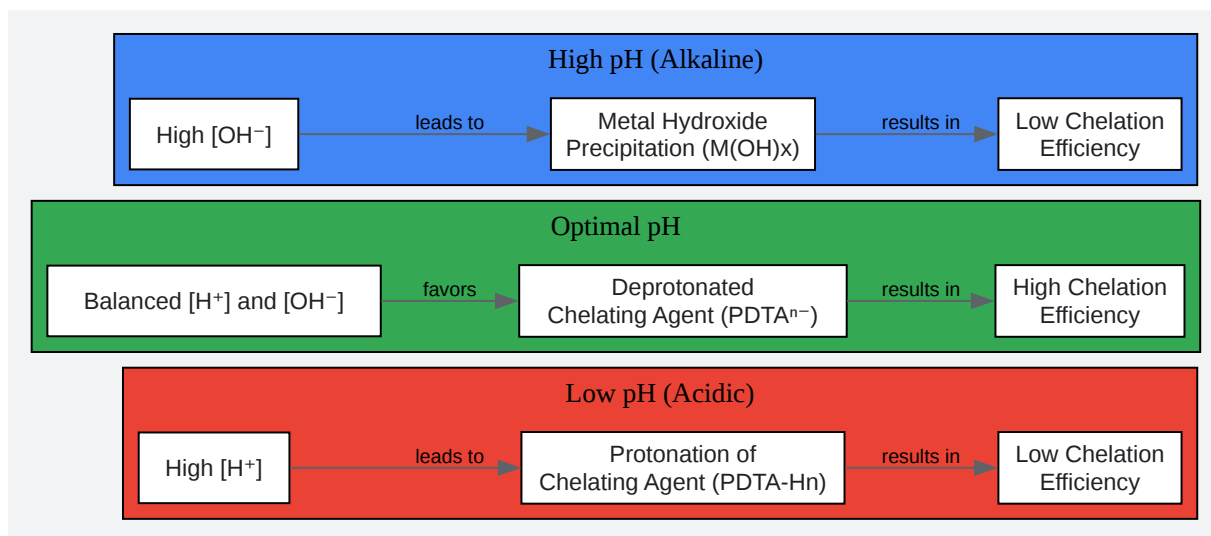 High pH (Alkaline)
High [OH⁻]
leads to
Metal Hydroxide
Precipitation (M(OH)x)
results in
Low Chelation
Efficiency
Optimal pH
Balanced [H⁺] and [OH⁻]
favors
Deprotonated
Chelating Agent (PDTAⁿ⁻)
results in
High Chelation
Efficiency
Low pH (Acidic)
High [H⁺]
leads to
Protonation of
Chelating Agent (PDTA-Hn)
results in
Low Chelation
Efficiency